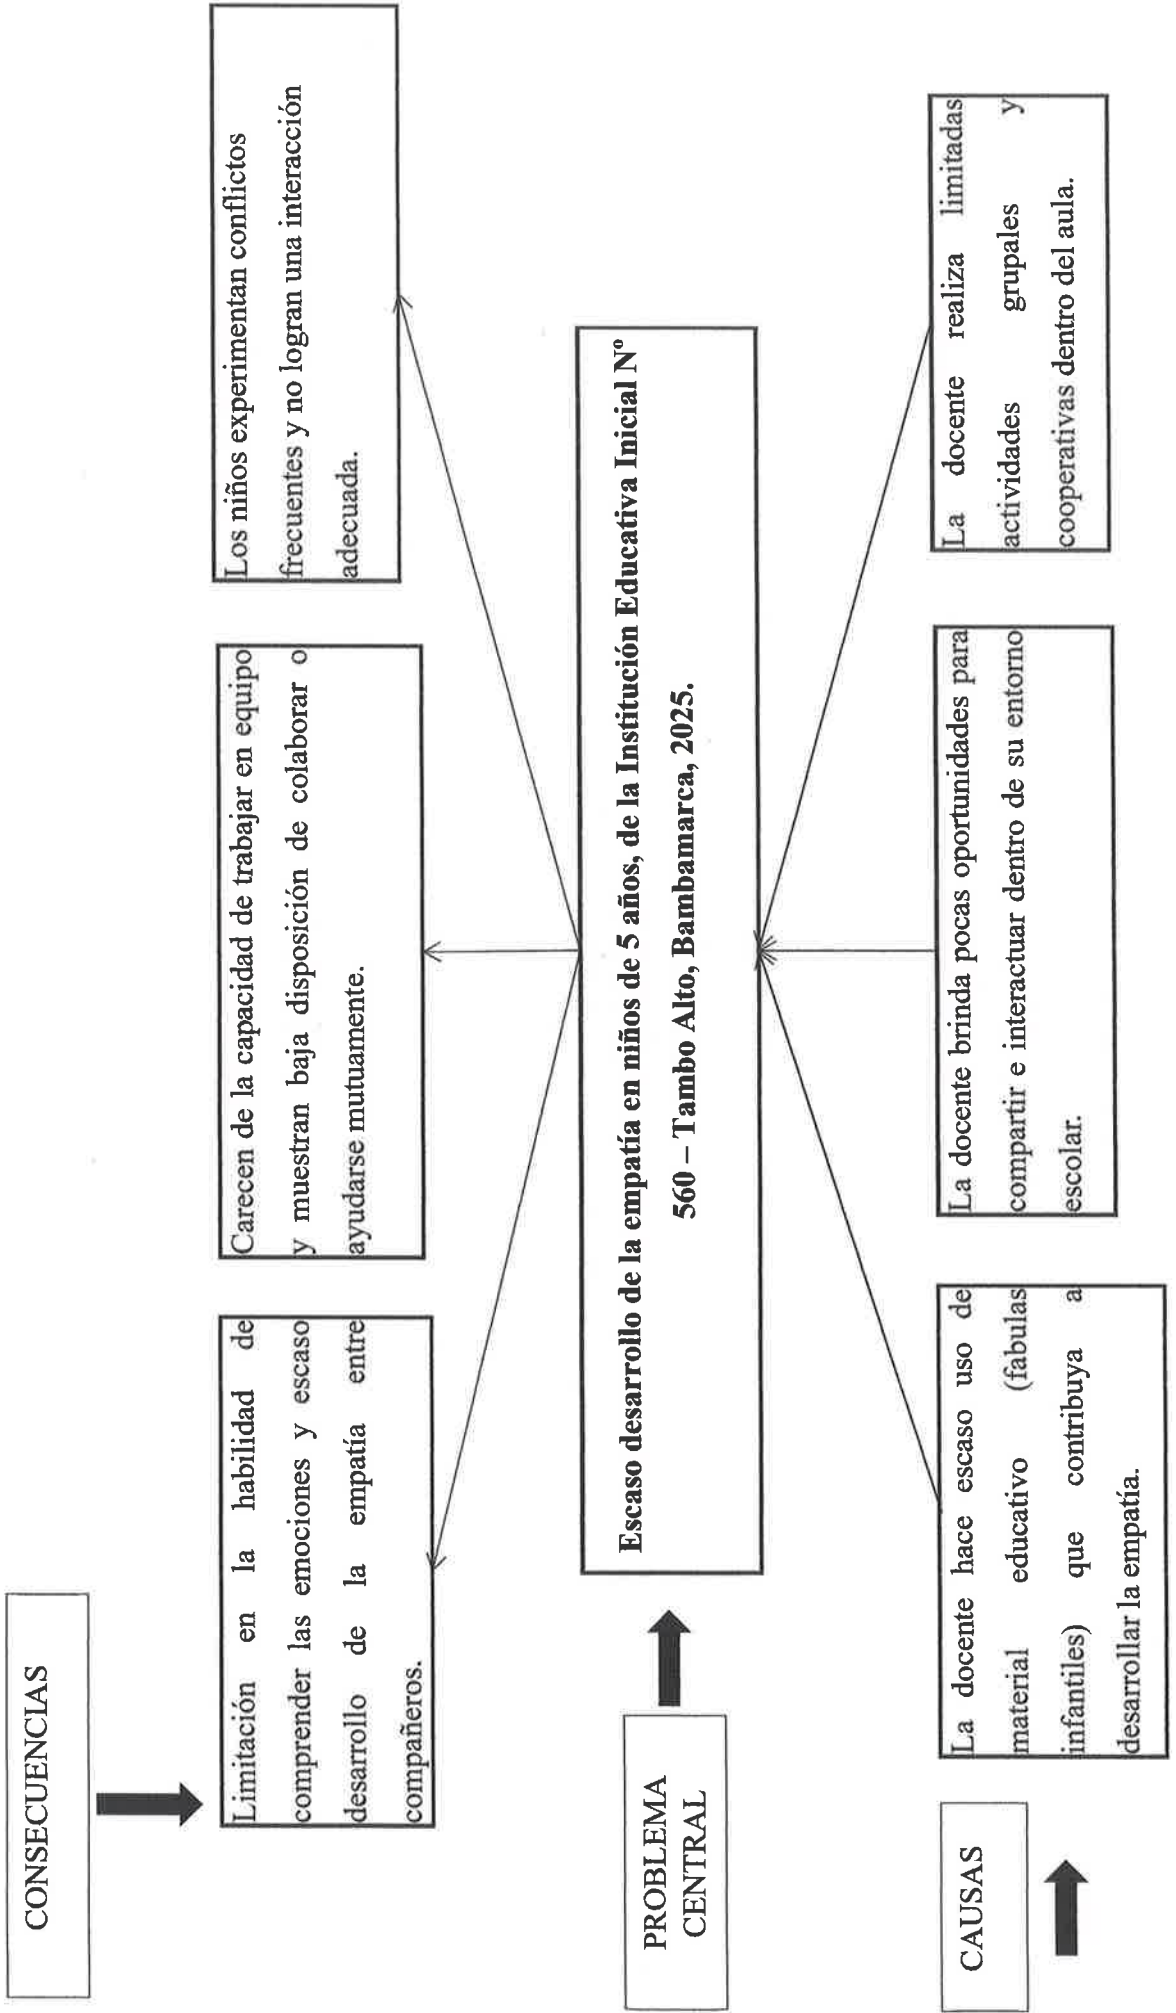 CONSECUENCIAS
Limitación en la habilidad de
comprender las emociones y escaso
desarrollo de la empatía entre
compañeros.
Carecen de la capacidad de trabajar en equipo
y muestran baja disposición de colaborar o
ayudarse mutuamente.
Los niños experimentan conflictos
frecuentes y no logran una interacción
adecuada.
PROBLEMA
CENTRAL
Escaso desarrollo de la empatía en niños de 5 años, de la Institución Educativa Inicial Nº
560 – Tambo Alto, Bambamarca, 2025.
CAUSAS
La docente hace escaso uso de
material educativo (fabulas
infantiles) que contribuya a
desarrollar la empatía.
La docente brinda pocas oportunidades para
compartir e interactuar dentro de su entorno
escolar.
La docente realiza limitadas
actividades grupales y
cooperativas dentro del aula.